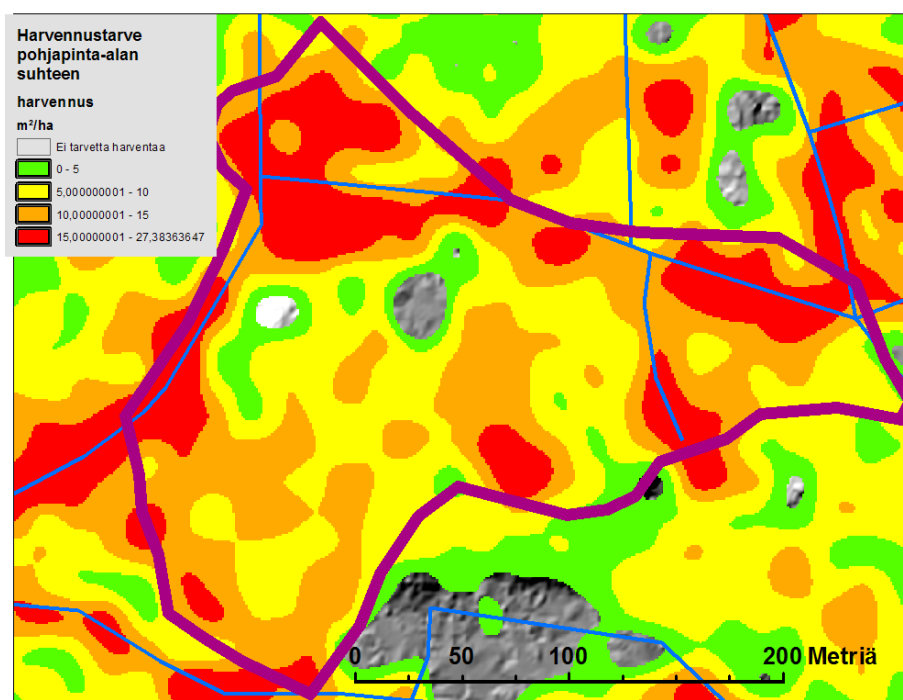 Harvennustarve
pohjapinta-alan
suhteen
harvennus
m²/ha
Ei tarvetta harventaa
0 - 5
5,000000001 - 10
10,00000001 - 15
15,00000001 - 27,38363647
0 50 100 200 Metriä